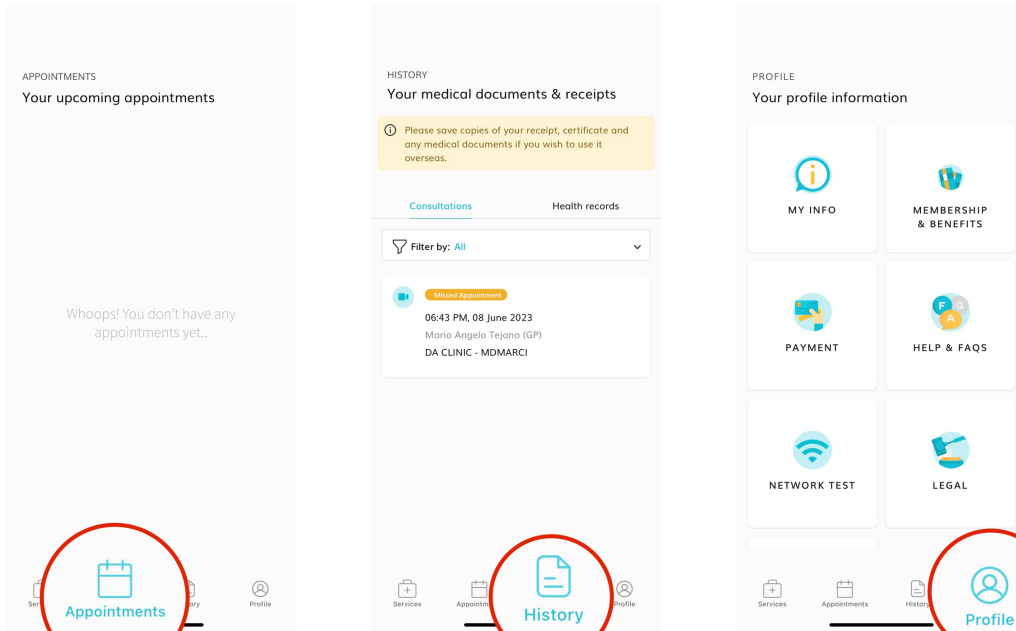 APPOINTMENTS
Your upcoming appointments
Whoops! You don't have any
appointments yet..
Appointments
Profile
HISTORY
Your medical documents & receipts
Please save copies of your receipt, certificate and
any medical documents if you wish to use it
overseas.
Consultations
Health records
Filter by: All
Missed Appointment
06:43 PM, 08 June 2023
Mario Angelo Tejano (GP)
DA CLINIC - MDMARCI
Services
History
Profile
PROFILE
Your profile information
MY INFO
MEMBERSHIP
& BENEFITS
PAYMENT
F
Q
A
HELP & FAQS
NETWORK TEST
LEGAL
Services
Appointments
History
Profile